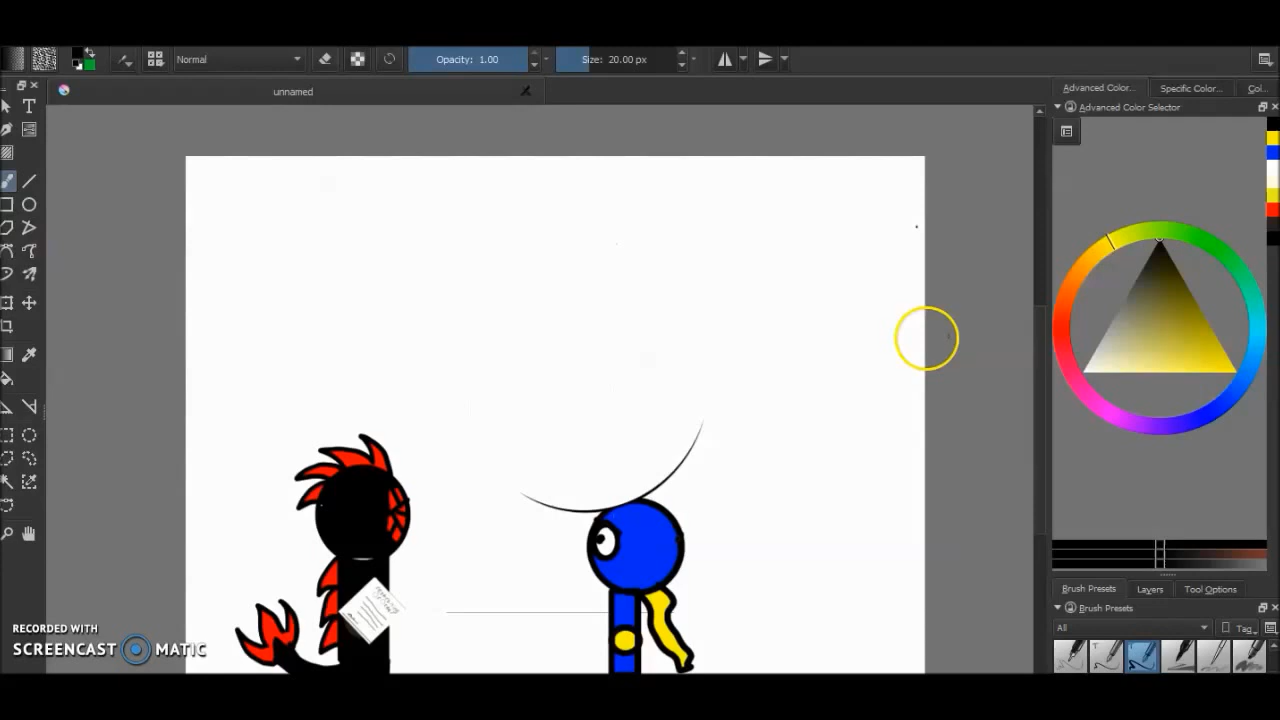 Normal
Opacity: 1.00
Size: 20.00 px
unnamed
Advanced Color...
Specific Color...
Col...
Advanced Color Selector
T
Brush Presets
Layers
Tool Options
Brush Presets
All
Tag
RECORDED WITH
SCREENCAST MATIC